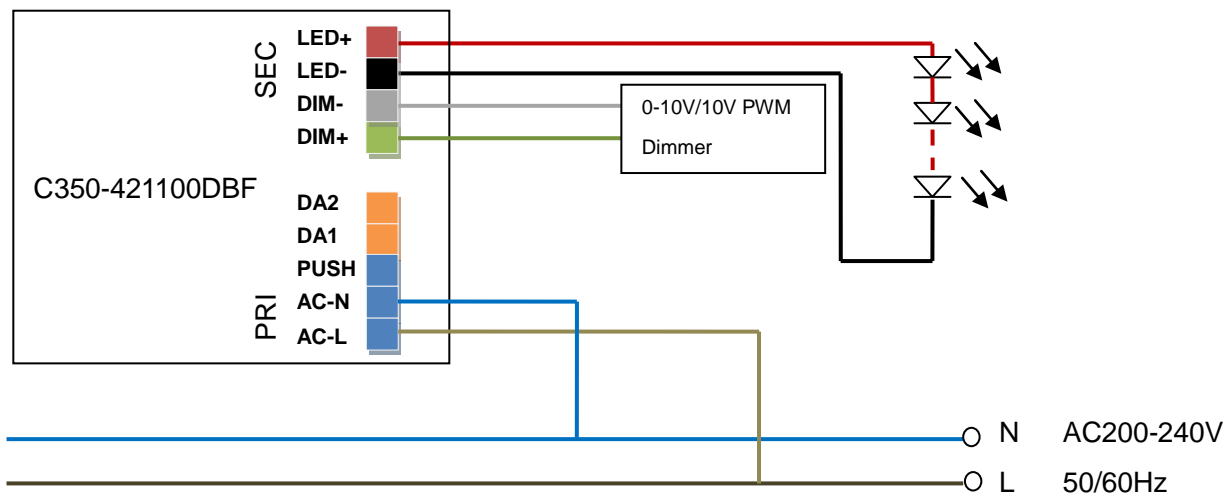 SEC
LED+
LED-
DIM-
DIM+
0-10V/10V PWM
Dimmer
C350-421100DBF
DA2
DA1
PUSH
PRI
AC-N
AC-L
N AC200-240V
L 50/60Hz